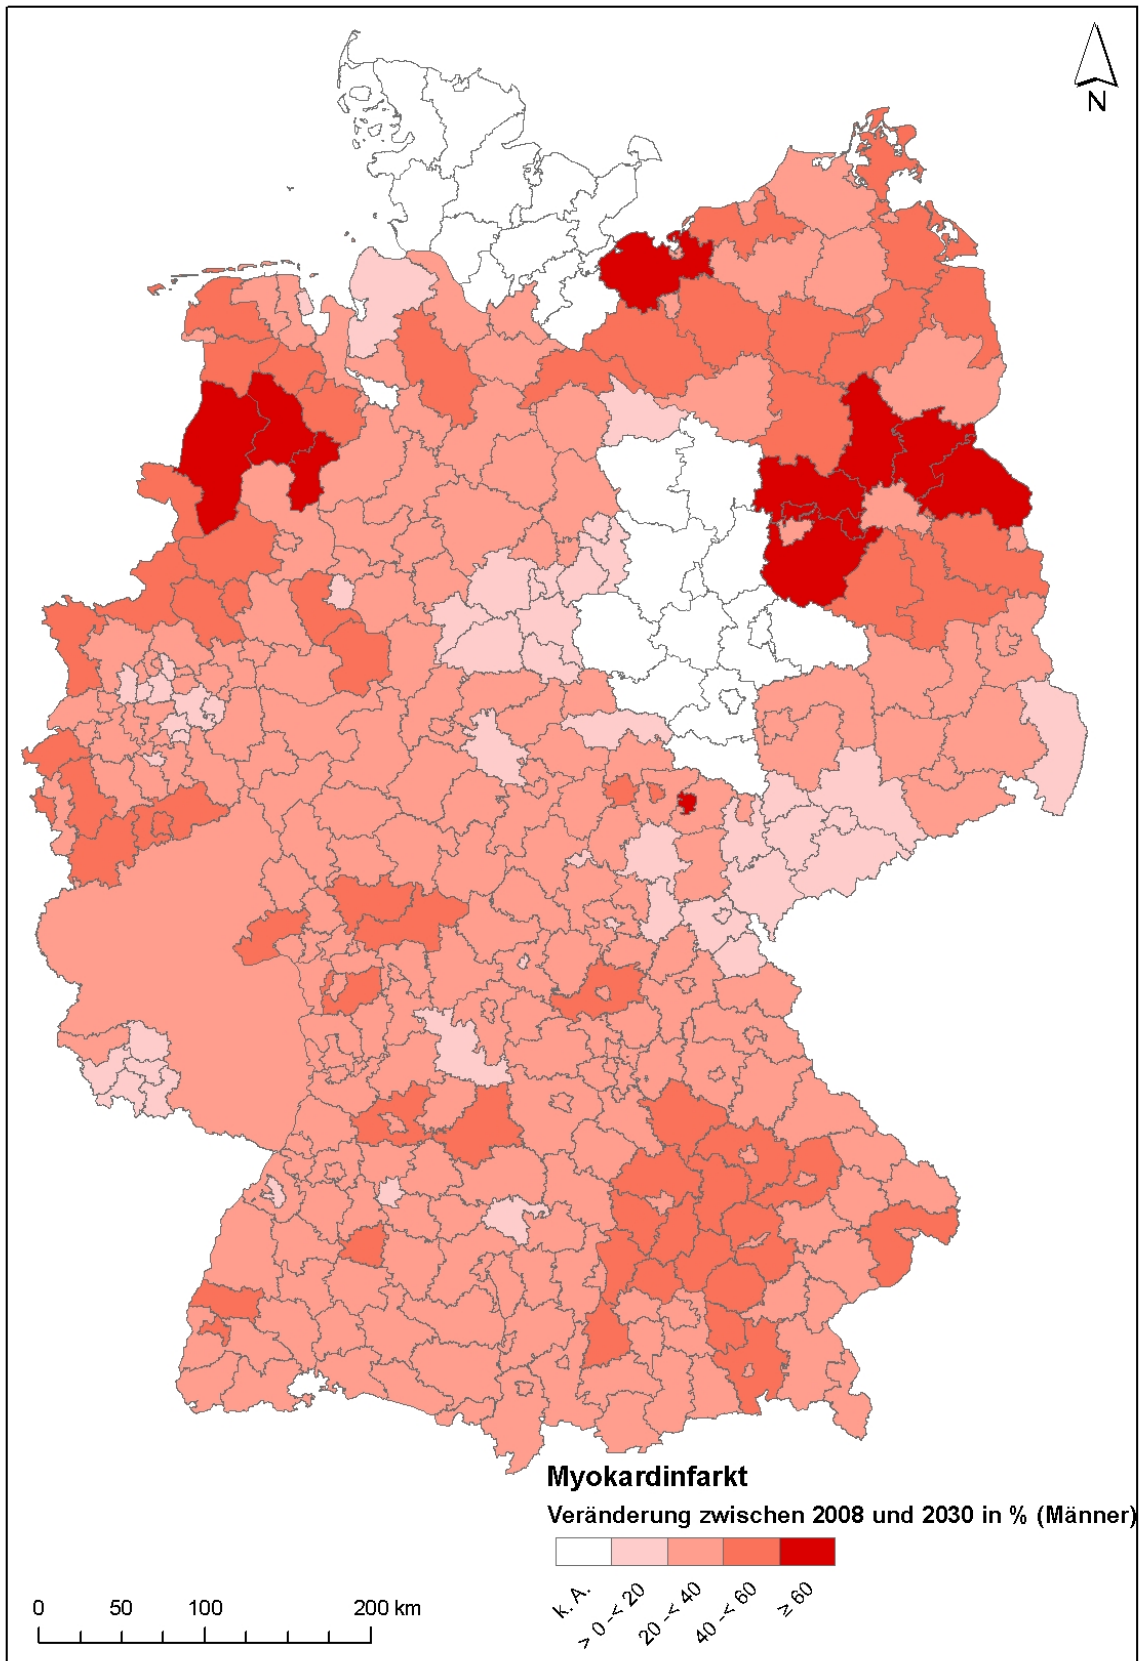 N
Myokardinfarkt
Veränderung zwischen 2008 und 2030 in % (Männer)
k. A.
> 0 -< 20
20 -< 40
40 -< 60
≥ 60
0 50 100 200 km